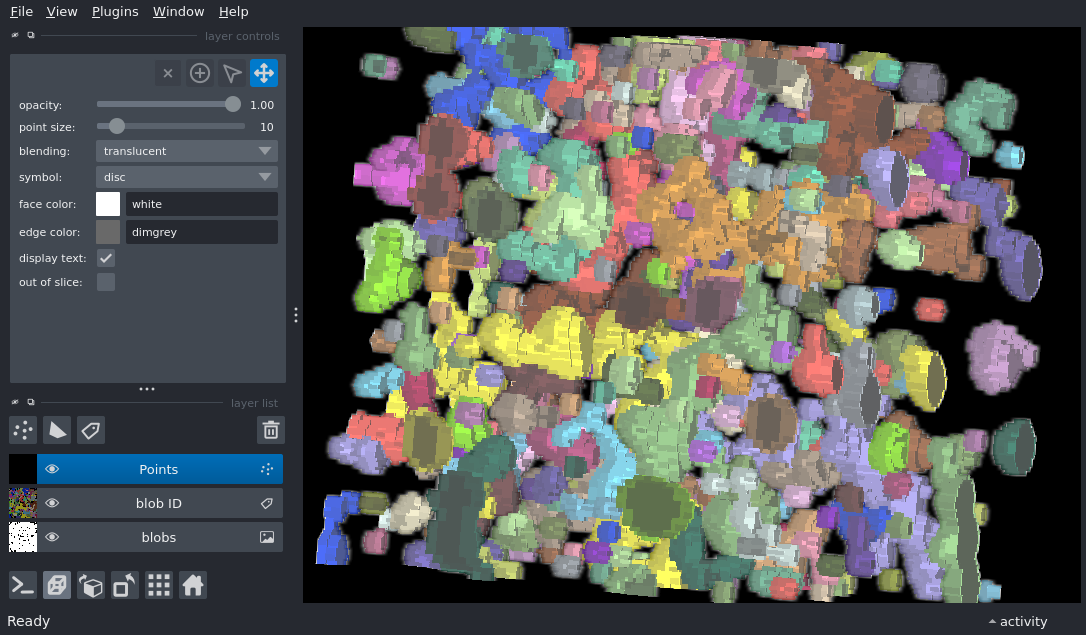 File View Plugins Window Help
layer controls
opacity: 1.00
point size: 10
blending: translucent
symbol: disc
face color: white
edge color: dimgrey
display text:
out of slice:
layer list
Points
blob ID
blobs
Ready
activity